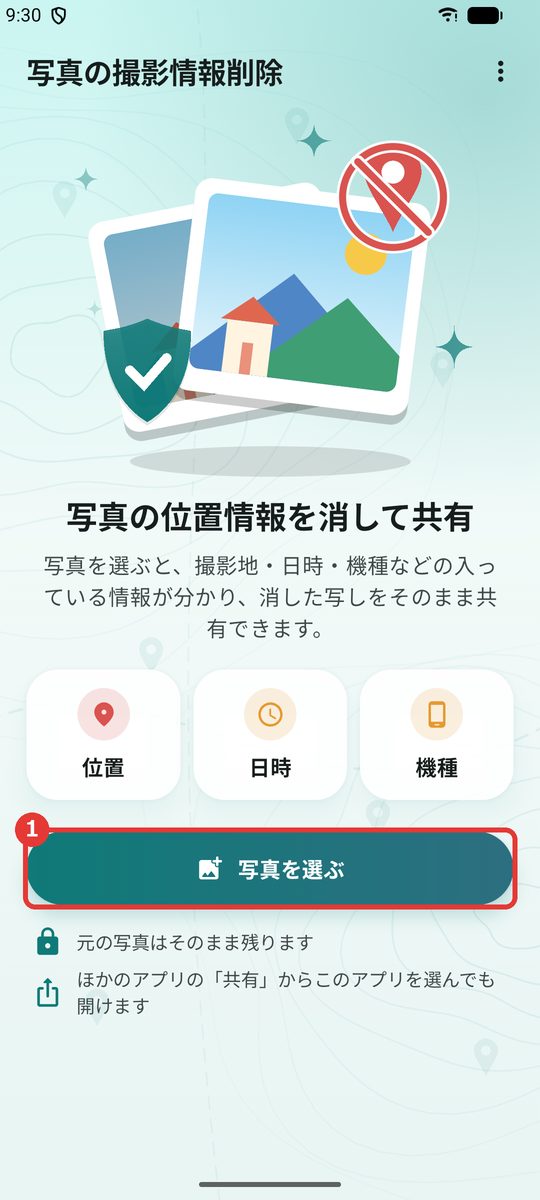 9:30
写真の撮影情報削除
写真の位置情報を消して共有
写真を選ぶと、撮影地・日時・機種などの入っ
ている情報が分かり、消した写しをそのまま共
有できます。
位置
日時
機種
1
写真を選ぶ
元の写真はそのまま残ります
ほかのアプリの「共有」からこのアプリを選んでも
開けます